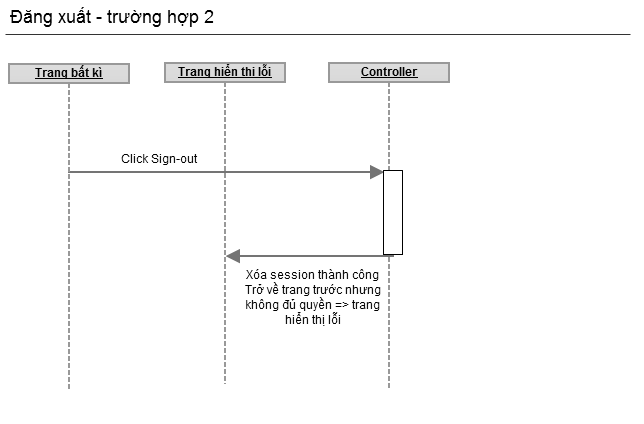 Đăng xuất - trường hợp 2
Trang bất kì
Trang hiển thị lỗi
Controller
Click Sign-out
Xóa session thành công
Trở về trang trước nhưng
không đủ quyền => trang
hiển thị lỗi